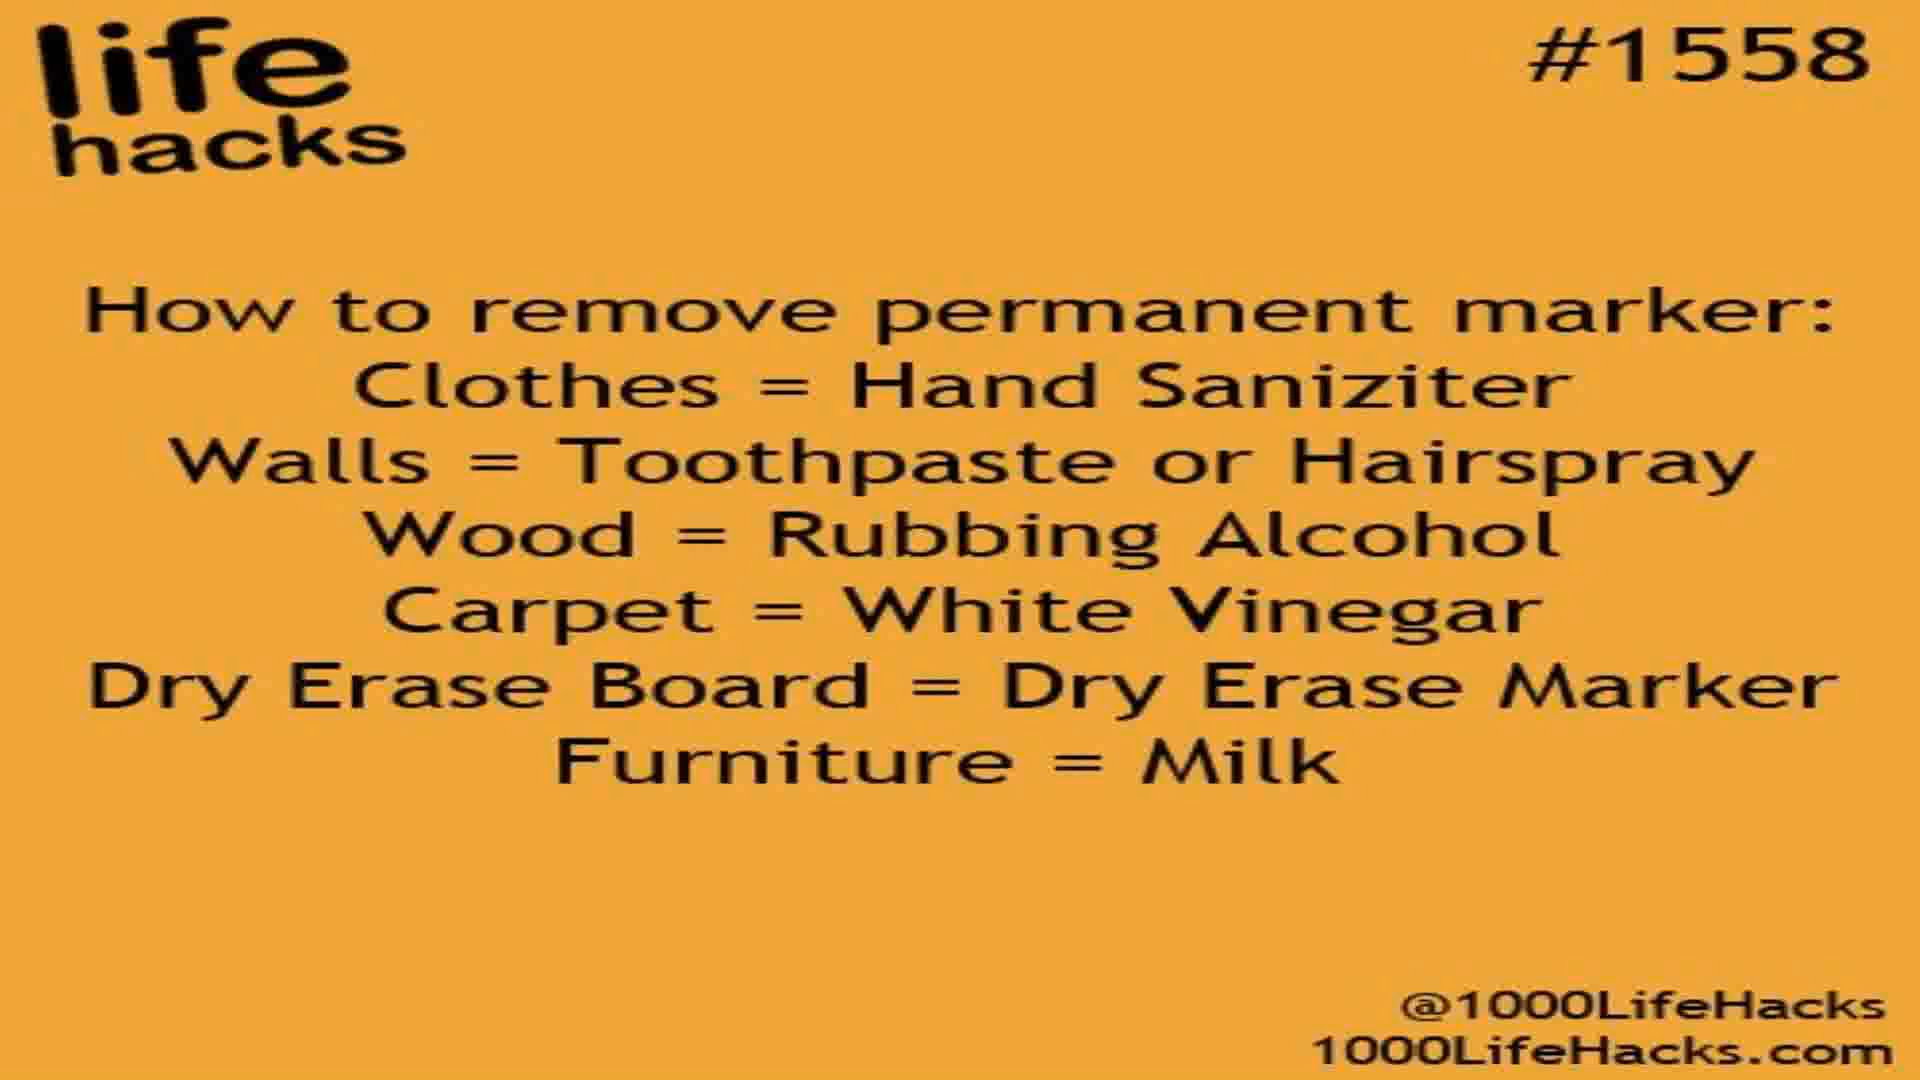 life
hacks
#1558
How to remove permanent marker:
Clothes = Hand Saniziter
Walls = Toothpaste or Hairspray
Wood = Rubbing Alcohol
Carpet = White Vinegar
Dry Erase Board = Dry Erase Marker
Furniture = Milk
@1000LifeHacks
1000LifeHacks.com